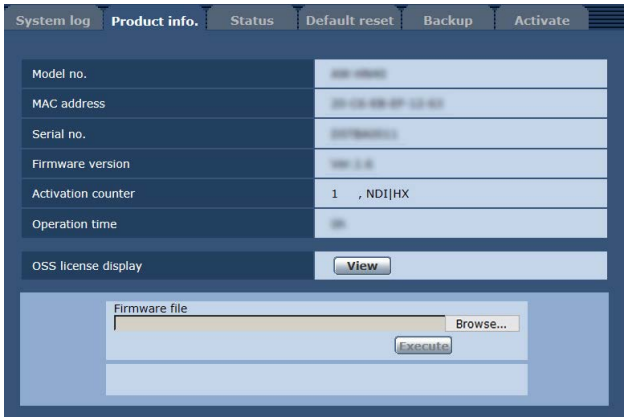 System log Product info. Status Default reset Backup Activate
Model no.
MAC address
Serial no.
Firmware version
Activation counter 1 , NDI|HX
Operation time
OSS license display View
Firmware file
Browse...
Execute